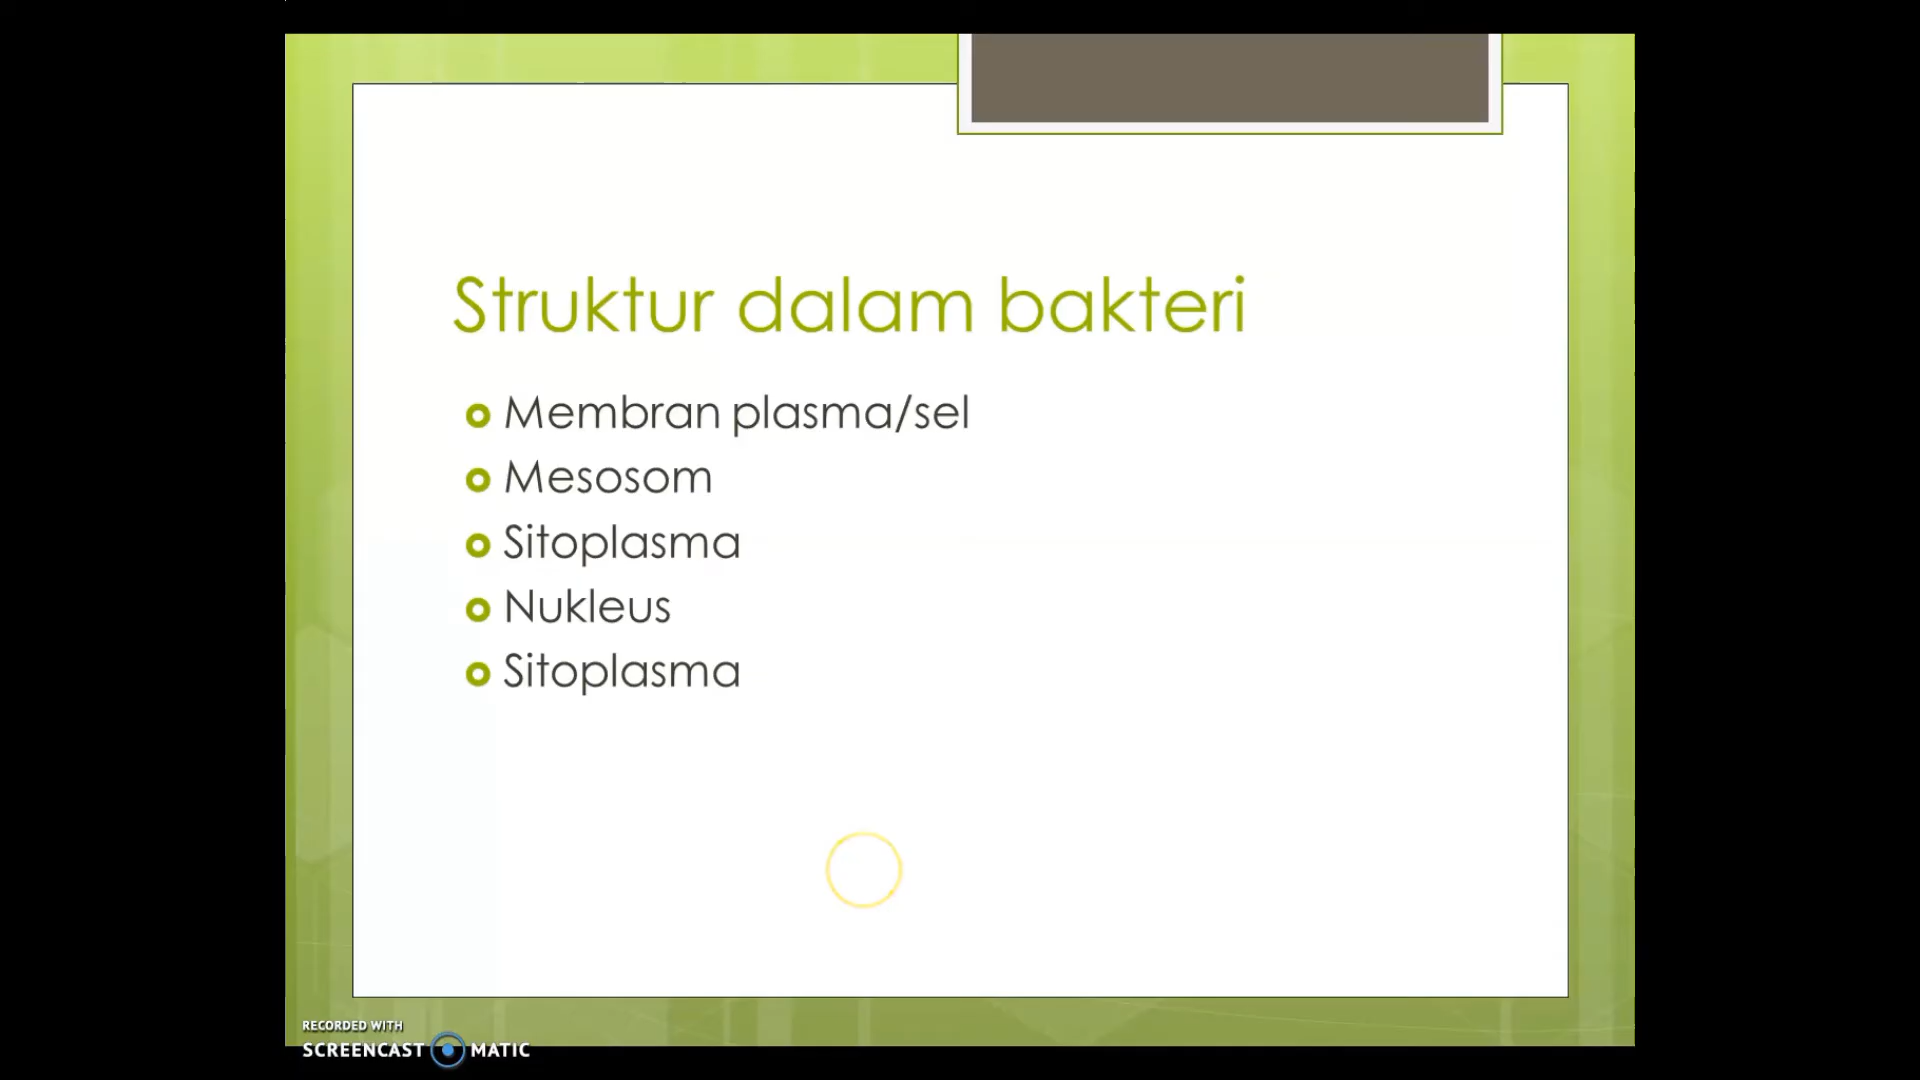 Struktur dalam bakteri
Membran plasma/sel
Mesosom
Sitoplasma
Nukleus
Sitoplasma
RECORDED WITH
SCREENCAST MATIC